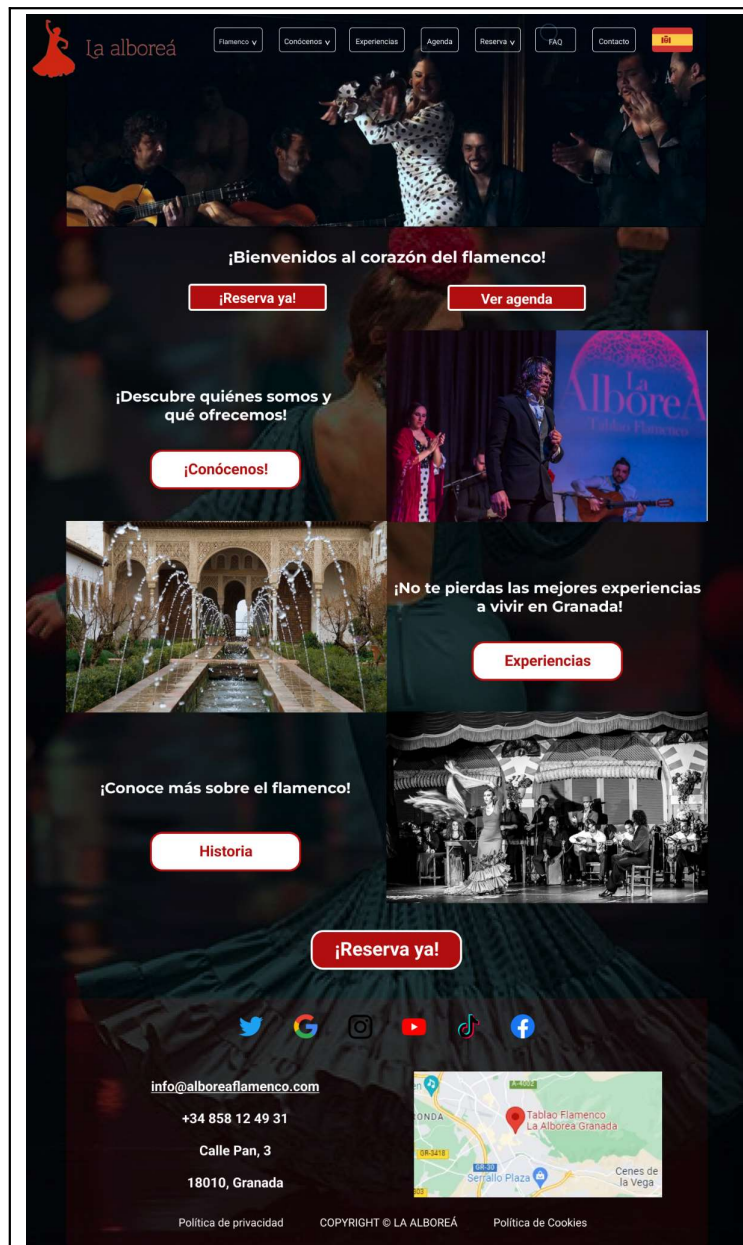 La alboreá
Flamenco v
Conócenos v
Experiencias
Agenda
Reserva v
FAQ
Contacto
¡Bienvenidos al corazón del flamenco!
¡Reserva ya!
Ver agenda
¡Descubre quiénes somos y
qué ofrecemos!
¡Conócenos!
La
AlboreÁ
Tablao Flamenco
¡No te pierdas las mejores experiencias
a vivir en Granada!
Experiencias
¡Conoce más sobre el flamenco!
Historia
¡Reserva ya!
info@alboreaflamenco.com
+34 858 12 49 31
Calle Pan, 3
18010, Granada
A-4002
ONDA
Tablao Flamenco
La Alborea Granada
GR-3418
GR-30
Serrallo Plaza
Cenes de
la Vega
Política de privacidad
COPYRIGHT © LA ALBOREÁ
Política de Cookies